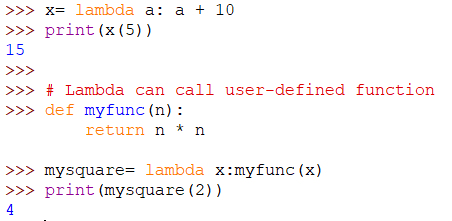 >>> x= lambda a: a + 10
>>> print(x(5))
15
>>>
>>> # Lambda can call user-defined function
>>> def myfunc(n):
        return n * n

>>> mysquare= lambda x:myfunc(x)
>>> print(mysquare(2))
4